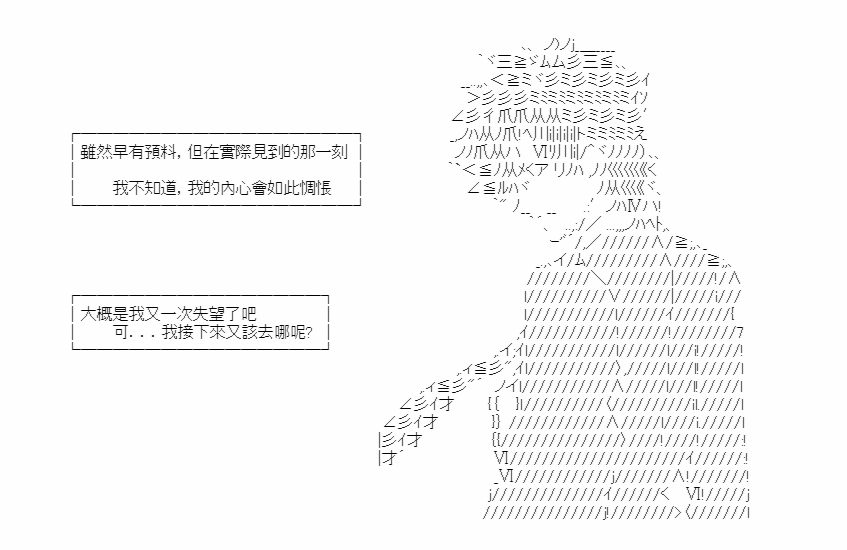 雖然早有預料, 但在實際見到的那一刻
我不知道, 我的內心會如此惆悵
大概是我又一次失望了吧
可. . . 我接下來又該去哪呢?